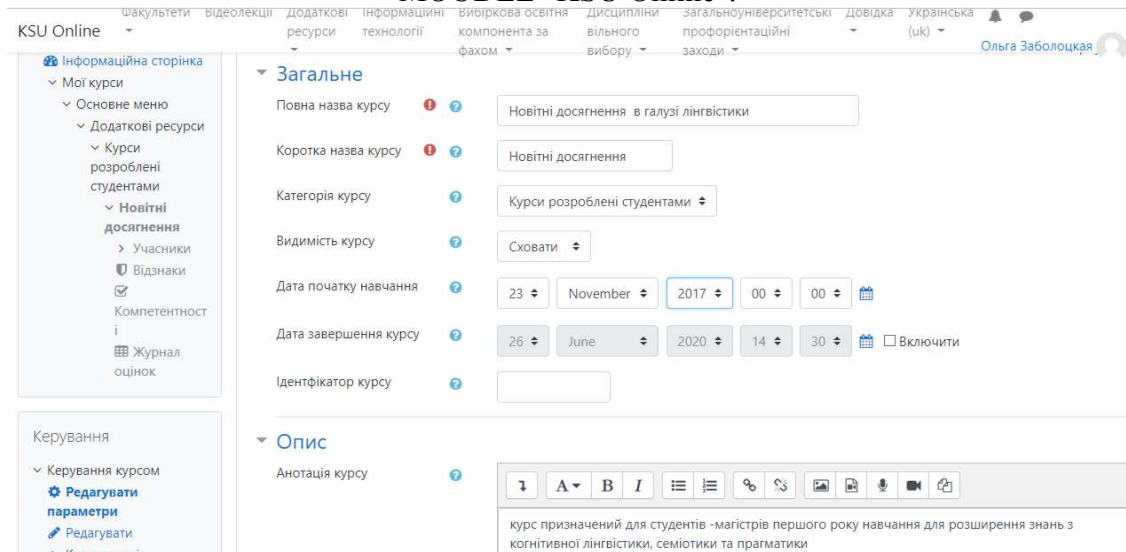 MOODLE "KSU Online".
KSU Online
Факультети Відеолекції Додаткові ресурси Інформаційні технології Вибіркова освітня компонента за фахом Дисципліни вільного вибору Загальноуніверситетські профорієнтаційні заходи Довідка Українська (uk)
Ольга Заболоцкая
Інформаційна сторінка
Мої курси
Основне меню
Додаткові ресурси
Курси
розроблені
студентами
Новітні
досягнення
Учасники
Відзнаки
Компетентност
і
Журнал
оцінок
Керування
Керування курсом
Редагувати
параметри
Редагувати
Загальне
Повна назва курсу Новітні досягнення в галузі лінгвістики
Коротка назва курсу Новітні досягнення
Категорія курсу Курси розроблені студентами
Видимість курсу Сховати
Дата початку навчання 23 November 2017 00 00
Дата завершення курсу 26 June 2020 14 30 Включити
Ідентфікатор курсу
Опис
Анотація курсу
A B I
курс призначений для студентів -магістрів першого року навчання для розширення знань з
когнітивної лінгвістики, семіотики та прагматики